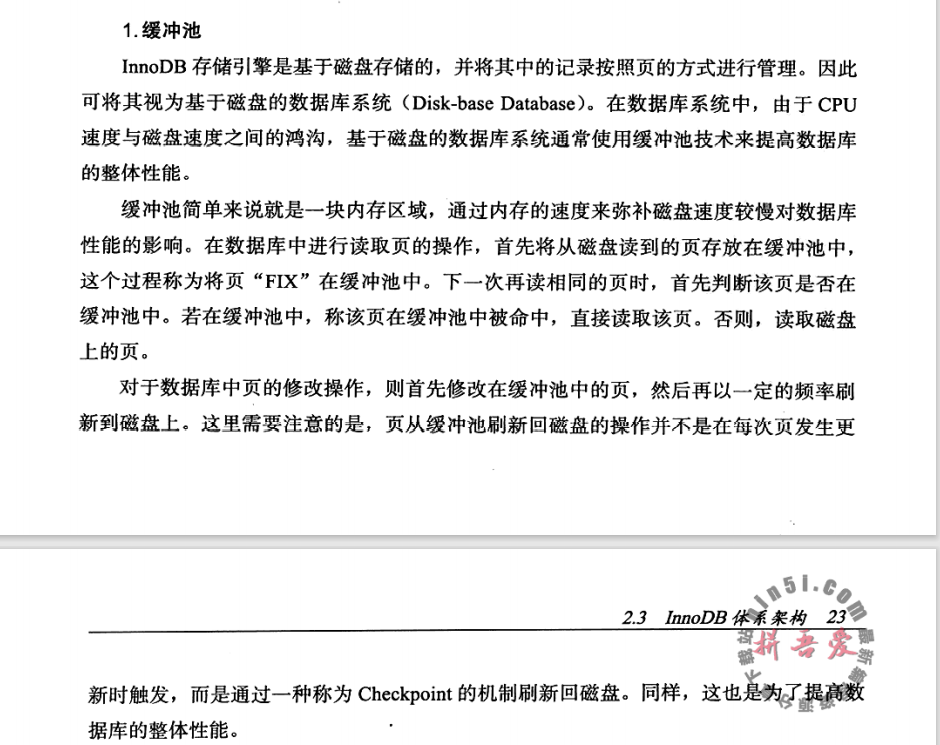 1.缓冲池
InnoDB 存储引擎是基于磁盘存储的，并将其中的记录按照页的方式进行管理。因此
可将其视为基于磁盘的数据库系统（Disk-base Database）。在数据库系统中，由于 CPU
速度与磁盘速度之间的鸿沟，基于磁盘的数据库系统通常使用缓冲池技术来提高数据库
的整体性能。
缓冲池简单来说就是一块内存区域，通过内存的速度来弥补磁盘速度较慢对数据库
性能的影响。在数据库中进行读取页的操作，首先将从磁盘读到的页存放在缓冲池中，
这个过程称为将页“FIX”在缓冲池中。下一次再读相同的页时，首先判断该页是否在
缓冲池中。若在缓冲池中，称该页在缓冲池中被命中，直接读取该页。否则，读取磁盘
上的页。
对于数据库中页的修改操作，则首先修改在缓冲池中的页，然后再以一定的频率刷
新到磁盘上。这里需要注意的是，页从缓冲池刷新回磁盘的操作并不是在每次页发生更
2.3 InnoDB 体系架构 23
拼吾爱
新时触发，而是通过一种称为 Checkpoint 的机制刷新回磁盘。同样，这也是为了提高数
据库的整体性能。